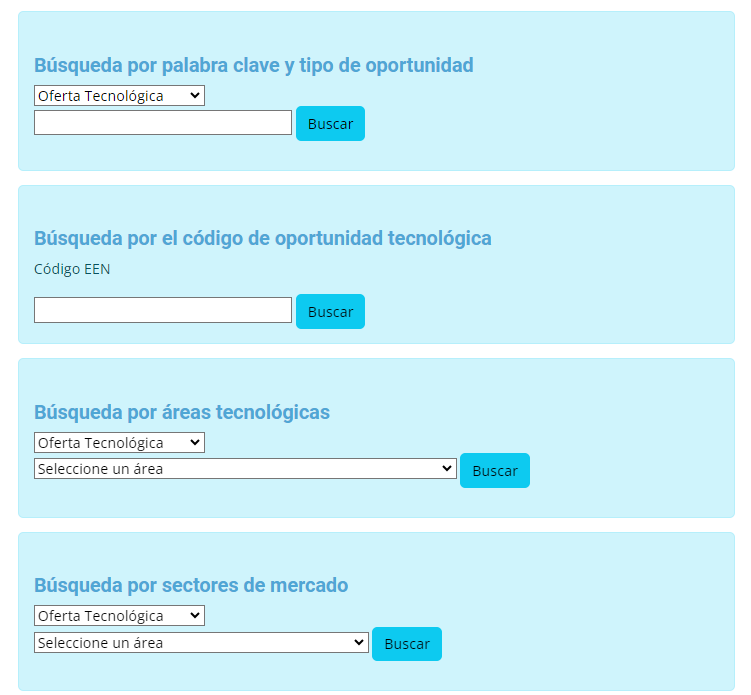 Búsqueda por palabra clave y tipo de oportunidad
Oferta Tecnológica
Buscar
Búsqueda por el código de oportunidad tecnológica
Código EEN
Buscar
Búsqueda por áreas tecnológicas
Oferta Tecnológica
Seleccione un área Buscar
Búsqueda por sectores de mercado
Oferta Tecnológica
Seleccione un área Buscar